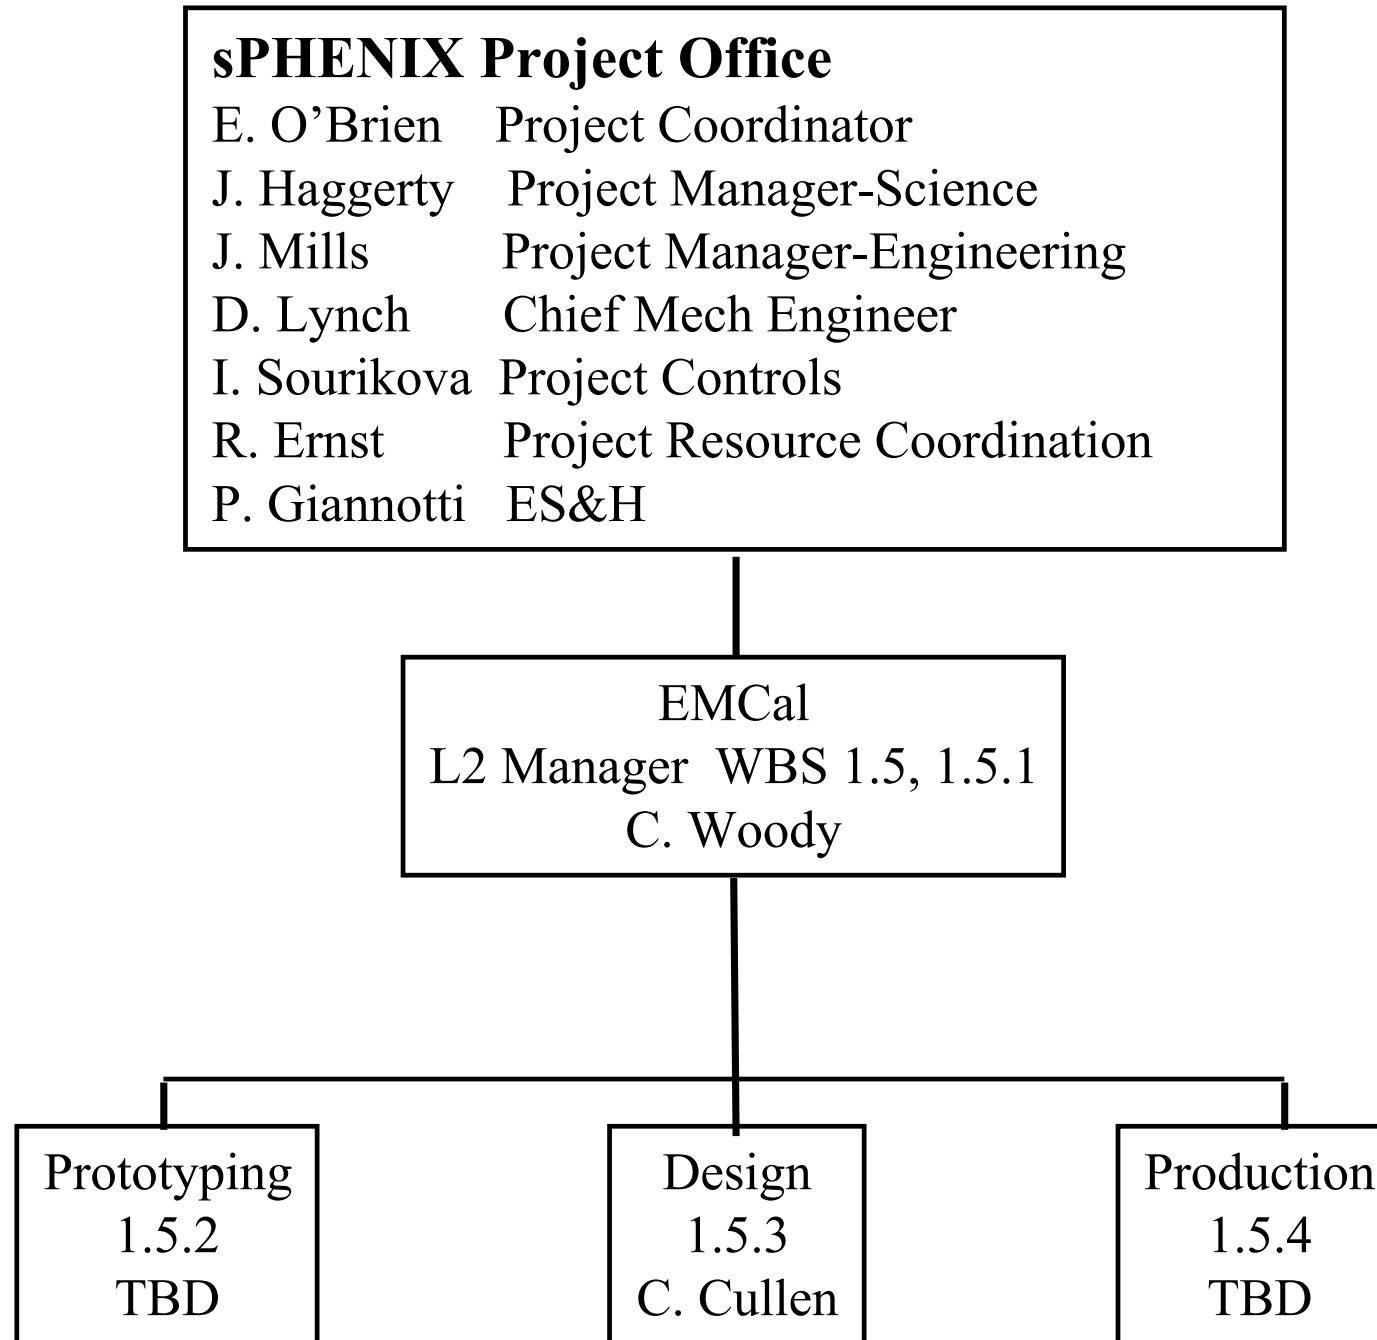 sPHENIX Project Office
E. O’Brien Project Coordinator
J. Haggerty Project Manager-Science
J. Mills Project Manager-Engineering
D. Lynch Chief Mech Engineer
I. Sourikova Project Controls
R. Ernst Project Resource Coordination
P. Giannotti ES&H
EMCal
L2 Manager WBS 1.5, 1.5.1
C. Woody
Prototyping
1.5.2
TBD
Design
1.5.3
C. Cullen
Production
1.5.4
TBD